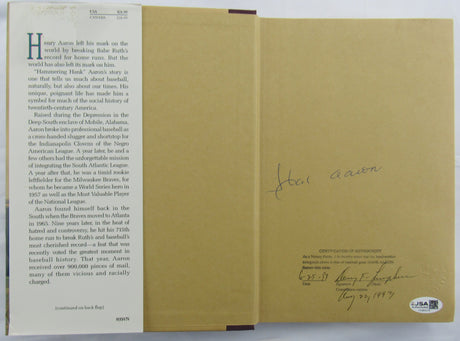 USA $21.95
CANADA
Henry Aaron left his mark on the
world by breaking Babe Ruth's
record for home runs. But the
world has also left its mark on him.
"Hammering Hank" Aaron's story is
one that tells us much about baseball,
naturally, but also about our times. His
unique, poignant life has made him a
symbol for much of the social history of
twentieth-century America.
Raised during the Depression in the
Deep South enclave of Mobile, Alabama,
Aaron broke into professional baseball as
a cross-handed slugger and shortstop for
the Indianapolis Clowns of the Negro
American League. A year later, he and a
few others had the unforgettable mission
of integrating the South Atlantic League.
A year after that, he was a timid rookie
leftfielder for the Milwaukee Braves, for
whom he became a World Series hero in
1957 as well as the Most Valuable Player
of the National League.
Aaron found himself back in the
South when the Braves moved to Atlanta
in 1965. Nine years later, in the heat of
hatred and controversy, he hit his 715th
home run to break Ruth's and baseball's
most cherished record—a feat that was
recently voted the greatest moment in
baseball history. That year, Aaron
received over 900,000 pieces of mail,
many of them vicious and racially
charged.
(continued on back flap)
Hank Aaron
CERTIFICATION OF AUTHENTICITY
Date
Signature
Aug 22, 1997
JSA